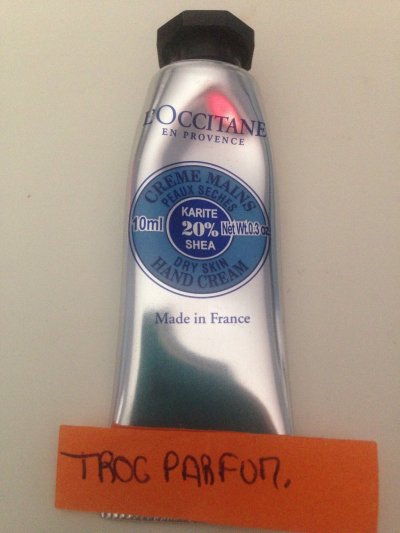 L'OCCITANE
EN PROVENCE
CREME MAINS
PEAUX SECHES
10ml
KARITE
20%
SHEA
Net Wt.0.3 oz
DRY SKIN
HAND CREAM
Made in France
TROC PARFUM.